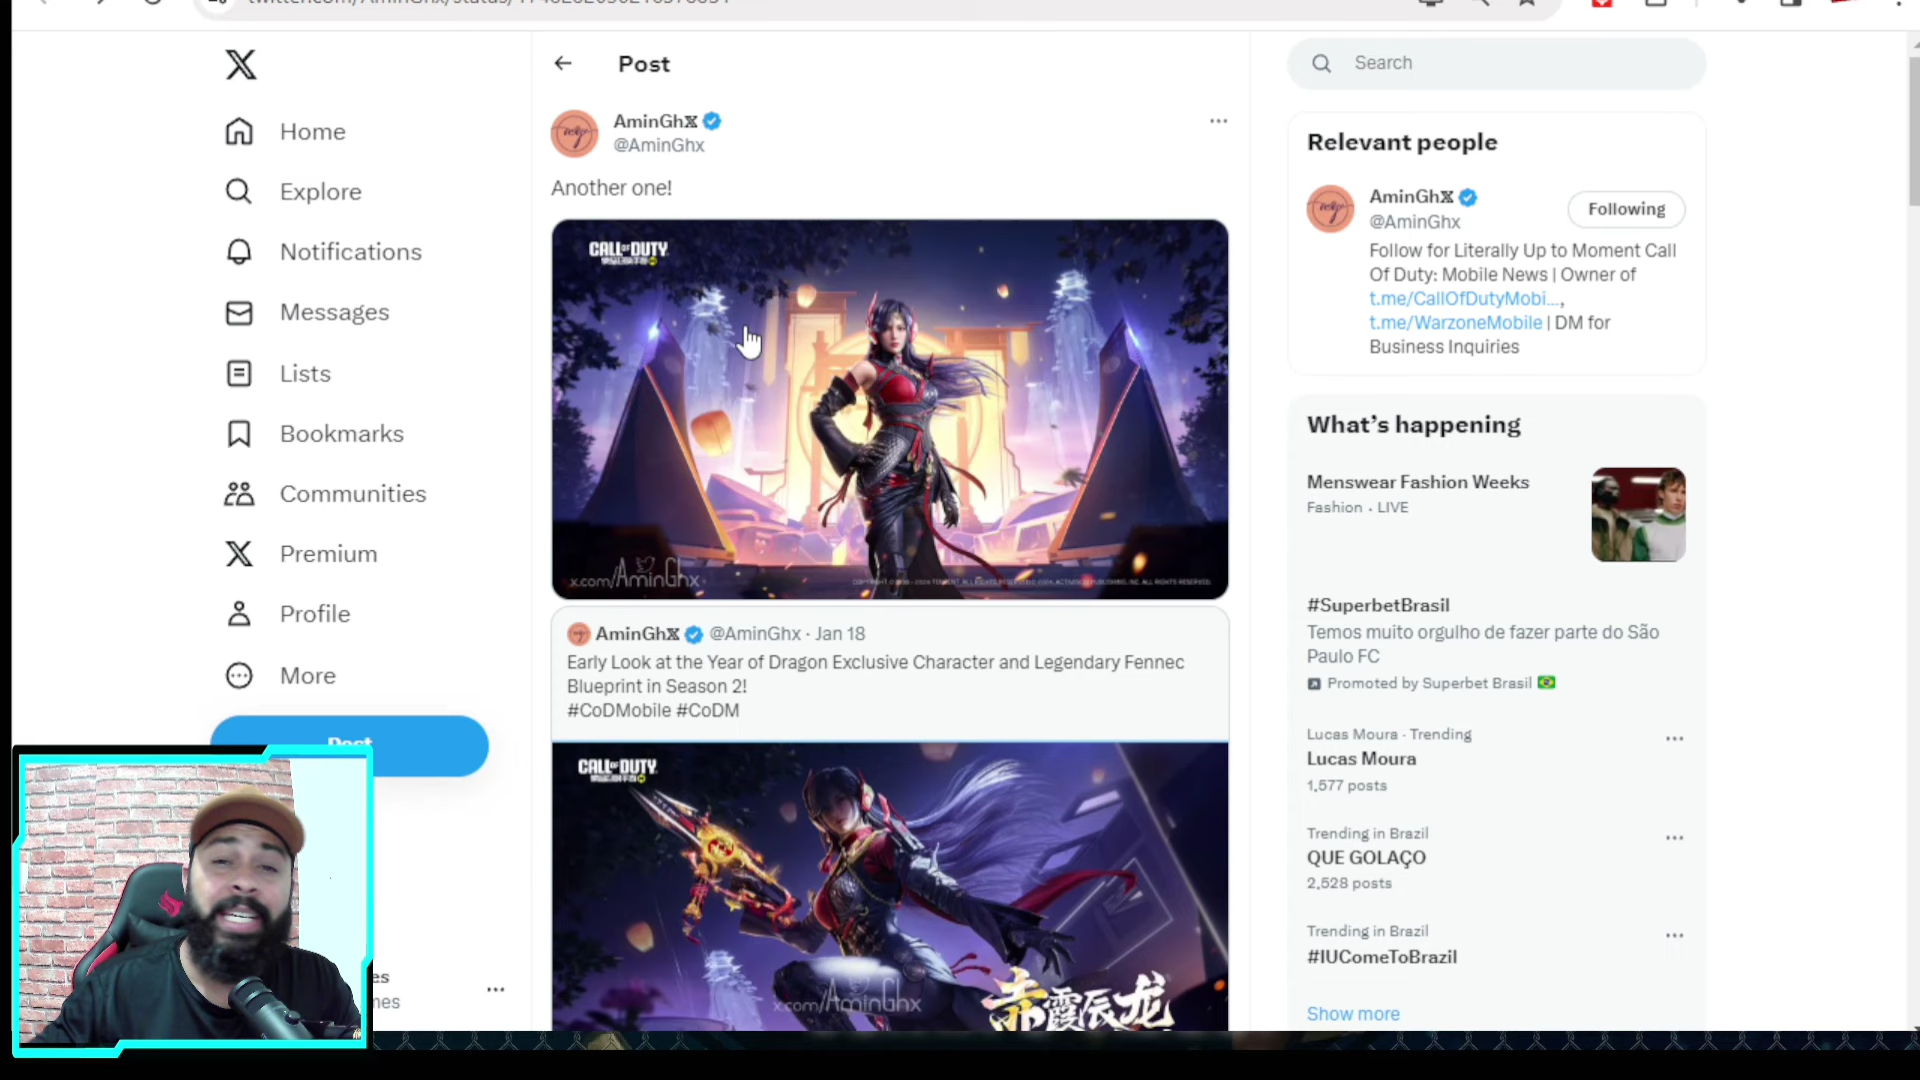 Post
Search
Home
Explore
Notifications
Messages
Lists
Bookmarks
Communities
Premium
Profile
More
Post
AminGhX
@AminGhx
Another one!
CALL OF DUTY
x.com/AminGhx
AminGhX @AminGhx · Jan 18
Early Look at the Year of Dragon Exclusive Character and Legendary Fennec
Blueprint in Season 2!
#CoDMobile #CoDM
CALL OF DUTY
x.com/AminGhx
赤霞辰龙
Relevant people
AminGhX
@AminGhx
Following
Follow for Literally Up to Moment Call
Of Duty: Mobile News | Owner of
t.me/CallOfDutyMobi...,
t.me/WarzoneMobile | DM for
Business Inquiries
What's happening
Menswear Fashion Weeks
Fashion · LIVE
#SuperbetBrasil
Temos muito orgulho de fazer parte do São
Paulo FC
Promoted by Superbet Brasil
Lucas Moura · Trending
Lucas Moura
1,577 posts
Trending in Brazil
QUE GOLAÇO
2,528 posts
Trending in Brazil
#IUComeToBrazil
Show more